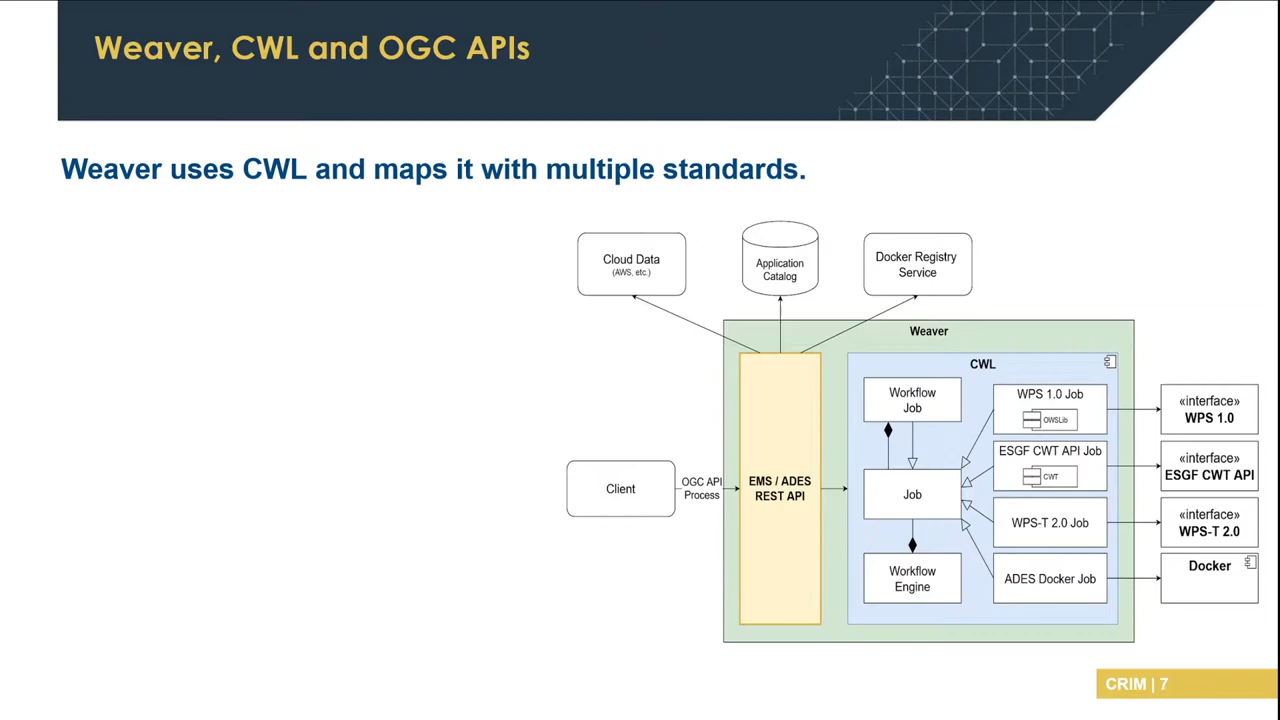 Weaver, CWL and OGC APIs
Weaver uses CWL and maps it with multiple standards.
Cloud Data
(AWS, etc.)
Application
Catalog
Docker Registry
Service
Weaver
CWL
Client
OGC API
Process
EMS / ADES
REST API
Workflow
Job
Job
Workflow
Engine
WPS 1.0 Job
OWSLib
ESGF CWT API Job
CWT
WPS-T 2.0 Job
ADES Docker Job
«interface»
WPS 1.0
«interface»
ESGF CWT API
«interface»
WPS-T 2.0
Docker
CRIM | 7